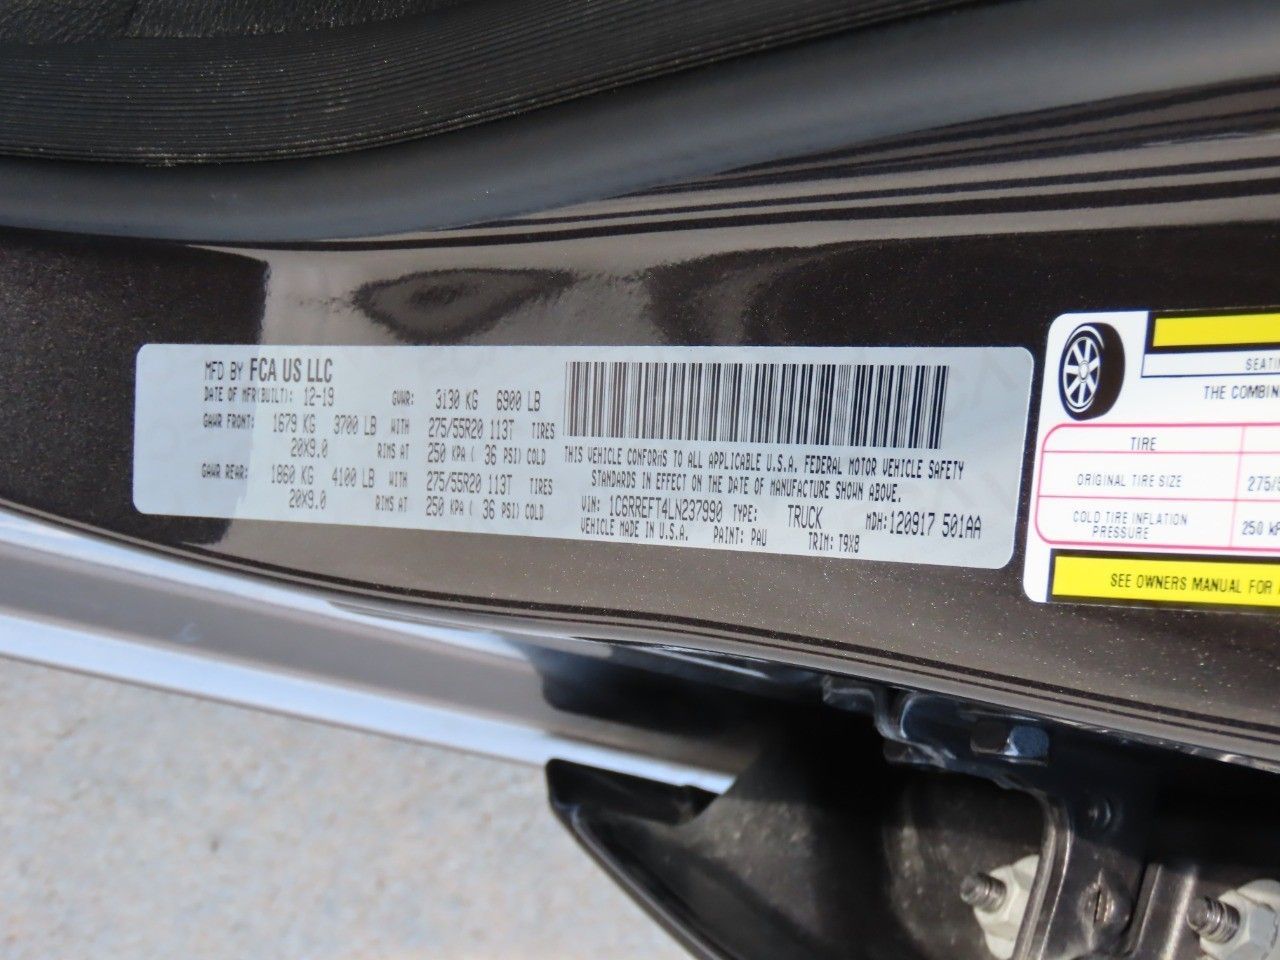 MFD BY FCA US LLC
DATE OF MFR(BUILT): 12-19 GVWR: 3130 KG 6900 LB
GAWR FRONT: 1679 KG 3700 LB WITH 275/55R20 113T TIRES
20X9.0 RIMS AT 250 KPA ( 36 PSI) COLD
GAWR REAR: 1860 KG 4100 LB WITH 275/55R20 113T TIRES
20X9.0 RIMS AT 250 KPA ( 36 PSI) COLD
THIS VEHICLE CONFORMS TO ALL APPLICABLE U.S.A. FEDERAL MOTOR VEHICLE SAFETY
STANDARDS IN EFFECT ON THE DATE OF MANUFACTURE SHOWN ABOVE.
VIN: 1C6RREFT4LN237990 TYPE: TRUCK MDH:120917 501AA
VEHICLE MADE IN U.S.A. PAINT: PAU TRIM: T9X8
THE
TIRE
ORIGINAL TIRE SIZE
COLD TIRE INFLATION
PRESSURE
250
SEE OWNERS MANUAL FOR